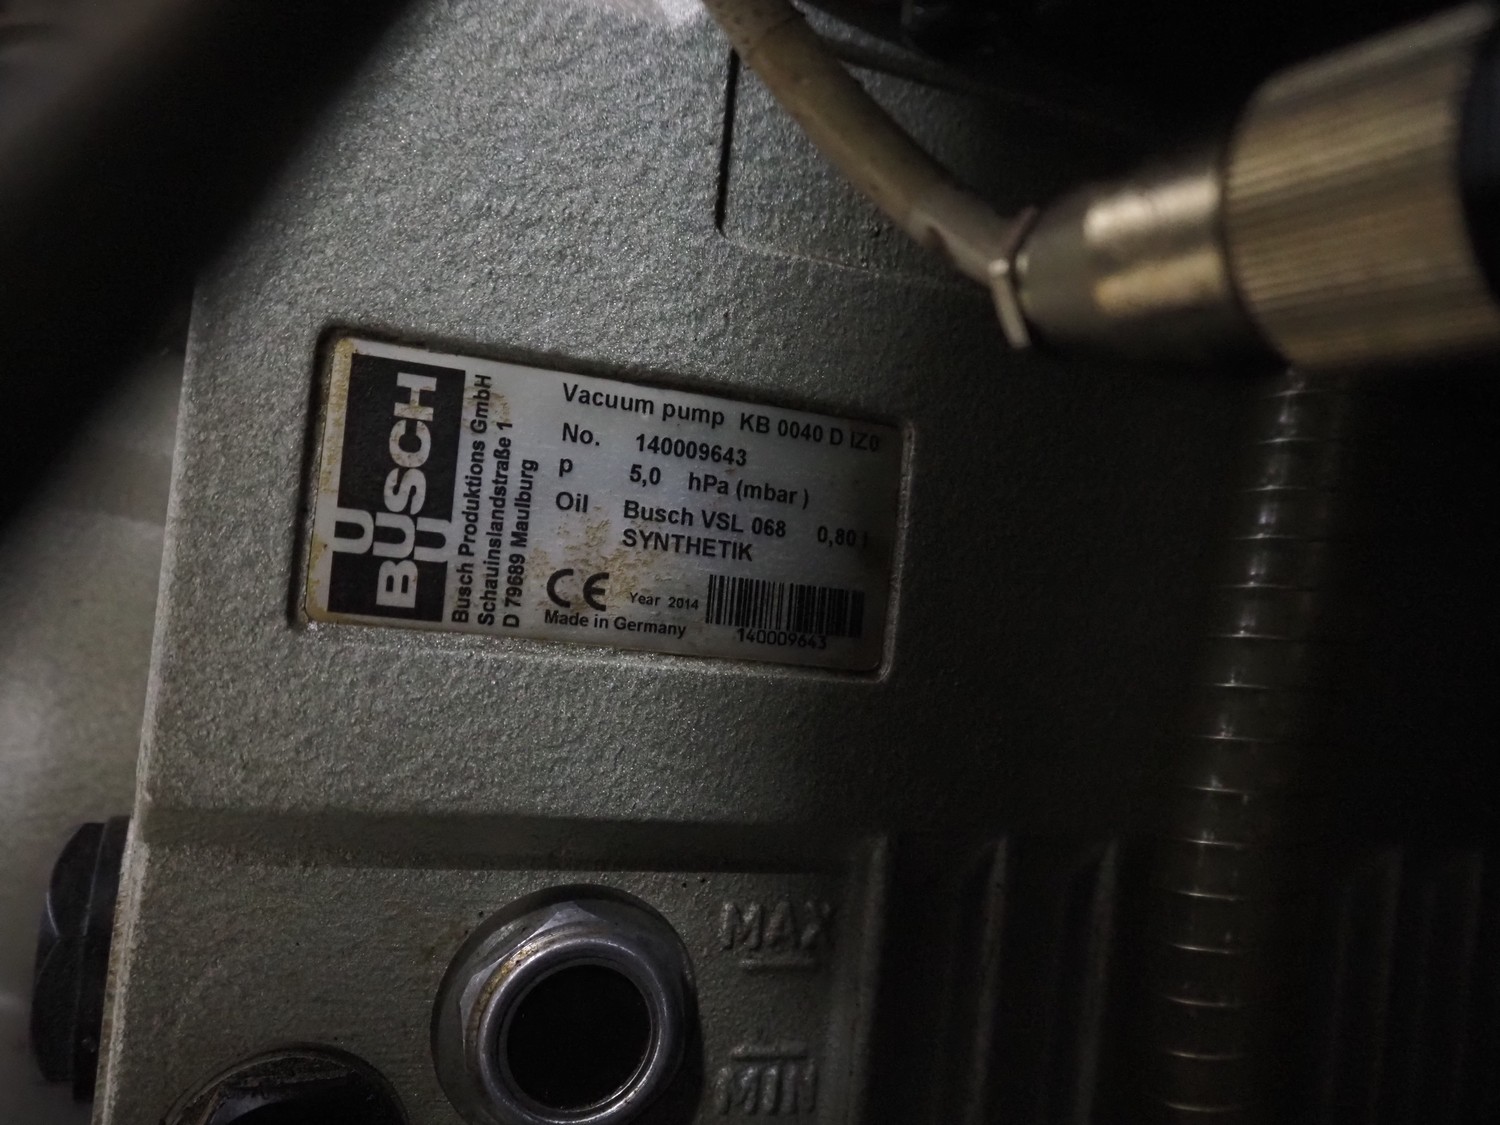 BUSCH
Busch Produktions GmbH
Schauinslandstraße 1
D 79689 Maulburg
Vacuum pump KB 0040 D IZ0
No. 140009643
p 5,0 hPa (mbar )
Oil Busch VSL 068 0,80 l
SYNTHETIK
CE Year 2014
Made in Germany
140009643
MAX
MIN